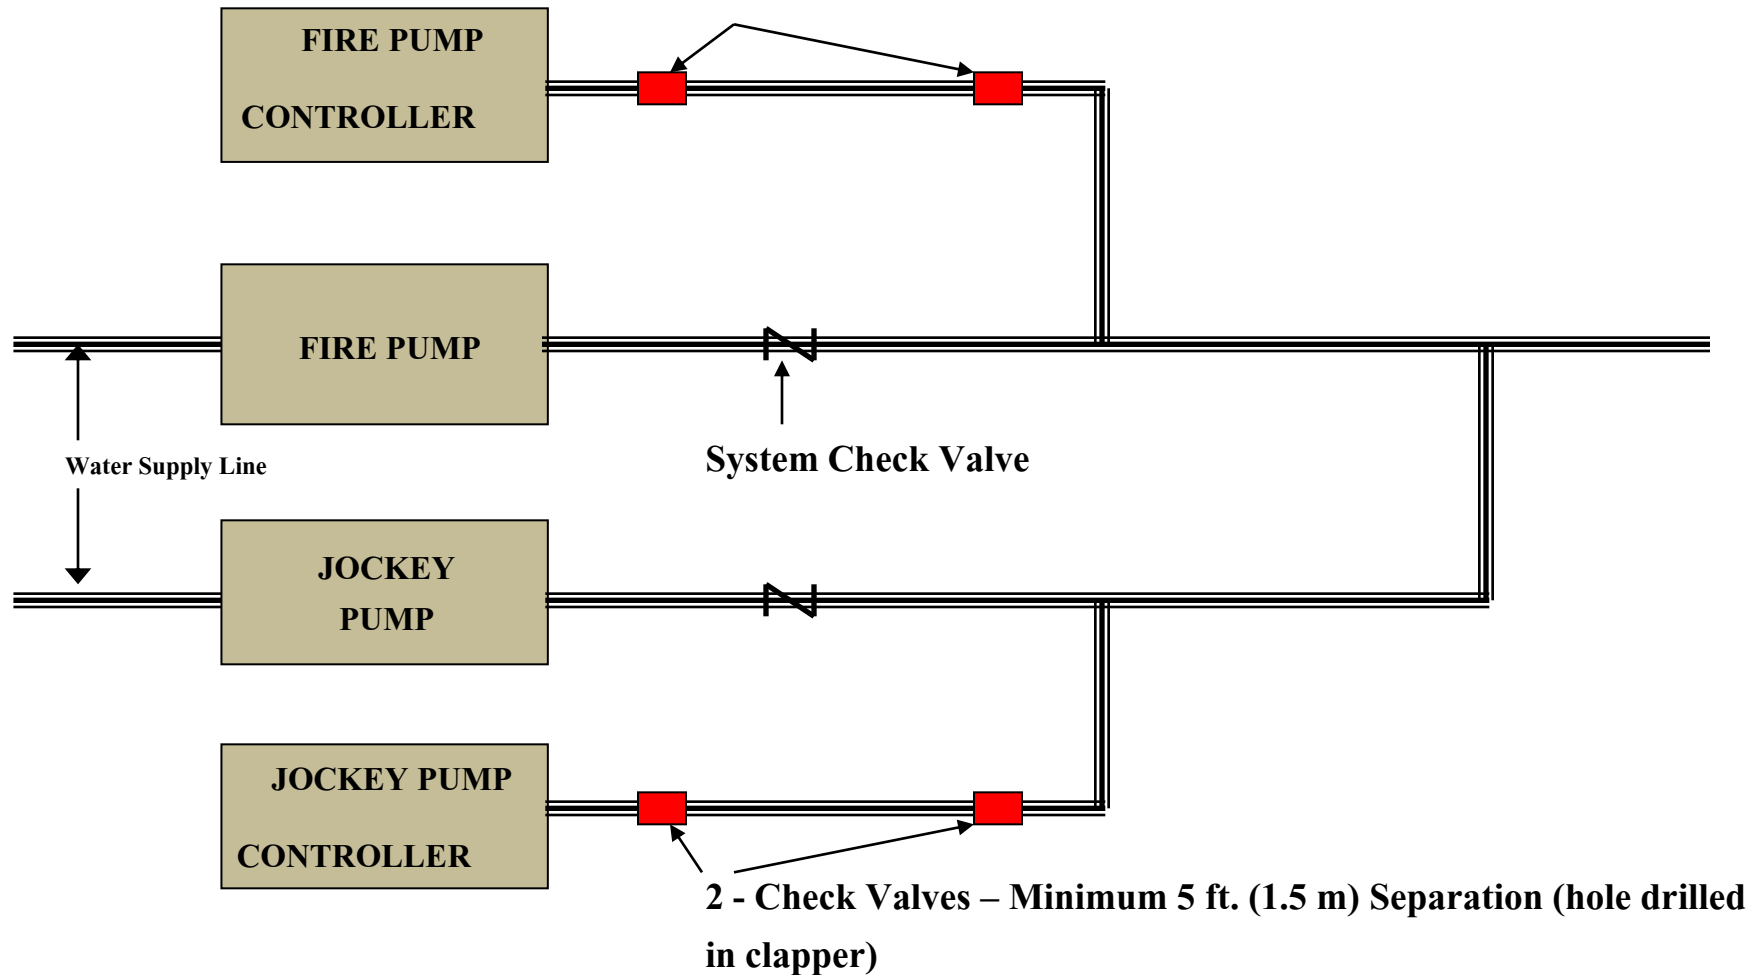 FIRE PUMP
CONTROLLER
FIRE PUMP
Water Supply Line
System Check Valve
JOCKEY
PUMP
JOCKEY PUMP
CONTROLLER
2 - Check Valves – Minimum 5 ft. (1.5 m) Separation (hole drilled
in clapper)